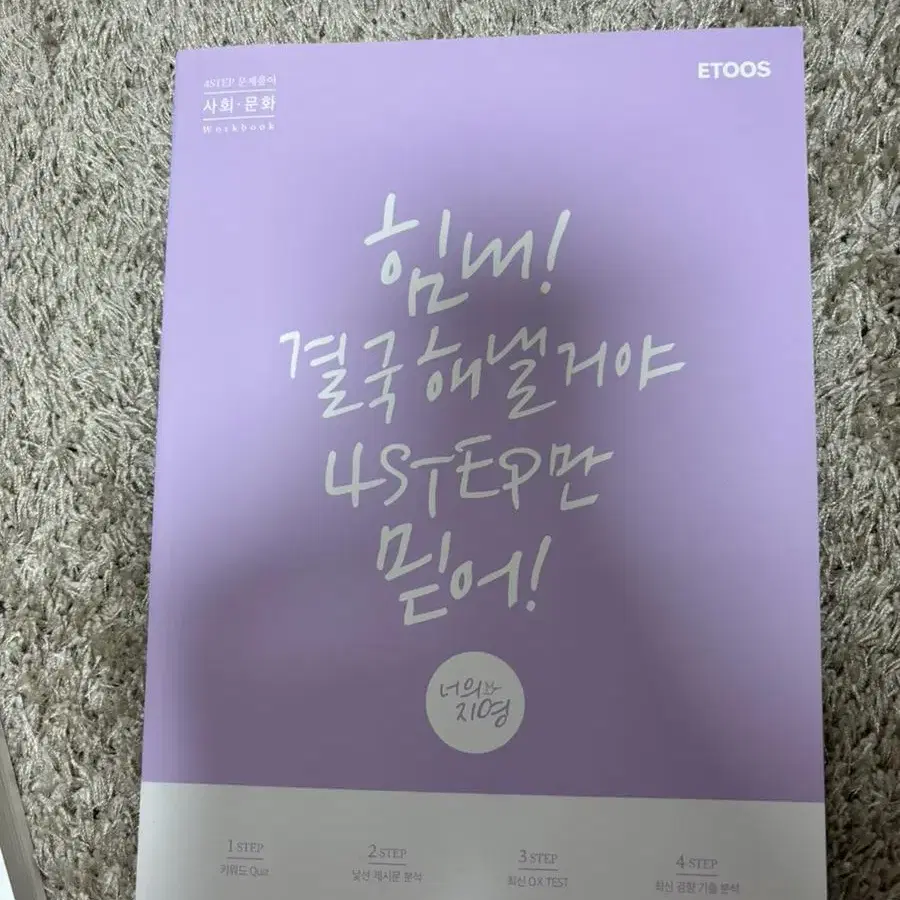 4STEP 문제풀이
사회·문화
Workbook
ETOOS
힘내!
결국 해낼거야
4STEP만
믿어!
너의
지영
1 STEP
키워드 Quiz
2 STEP
낯선 제시문 분석
3 STEP
최신 OX TEST
4 STEP
최신 경향 기출 분석